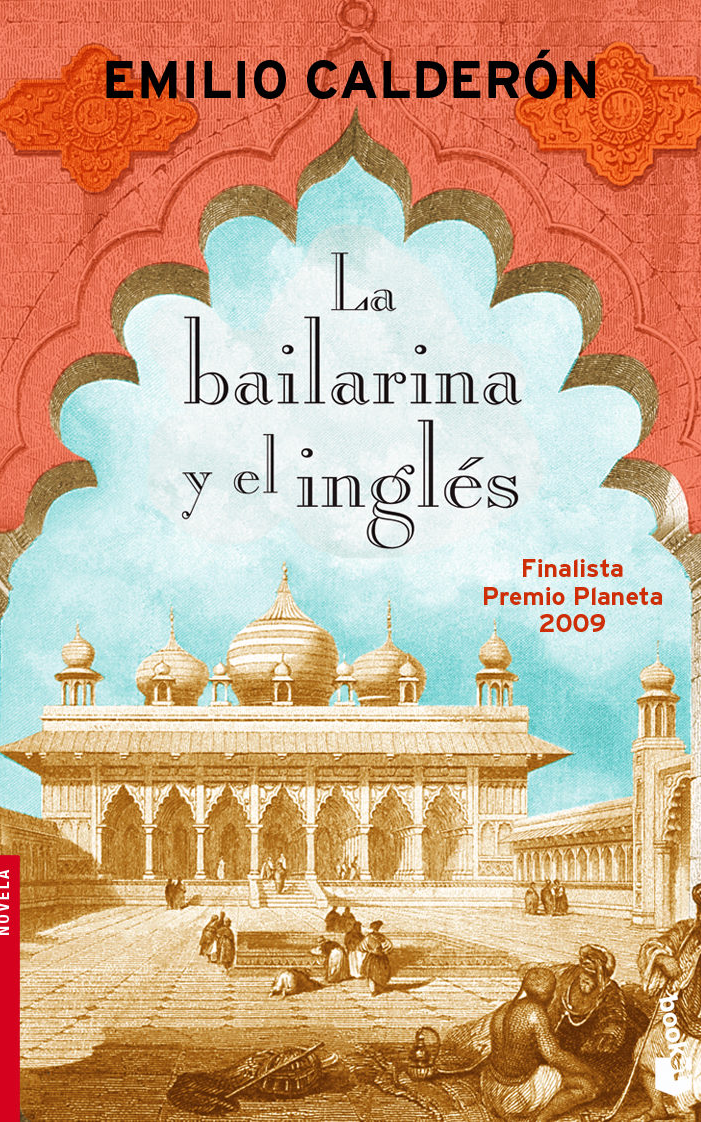 EMILIO CALDERÓN
La
bailarina
y el inglés
Finalista
Premio Planeta
2009
NOVELA
booket